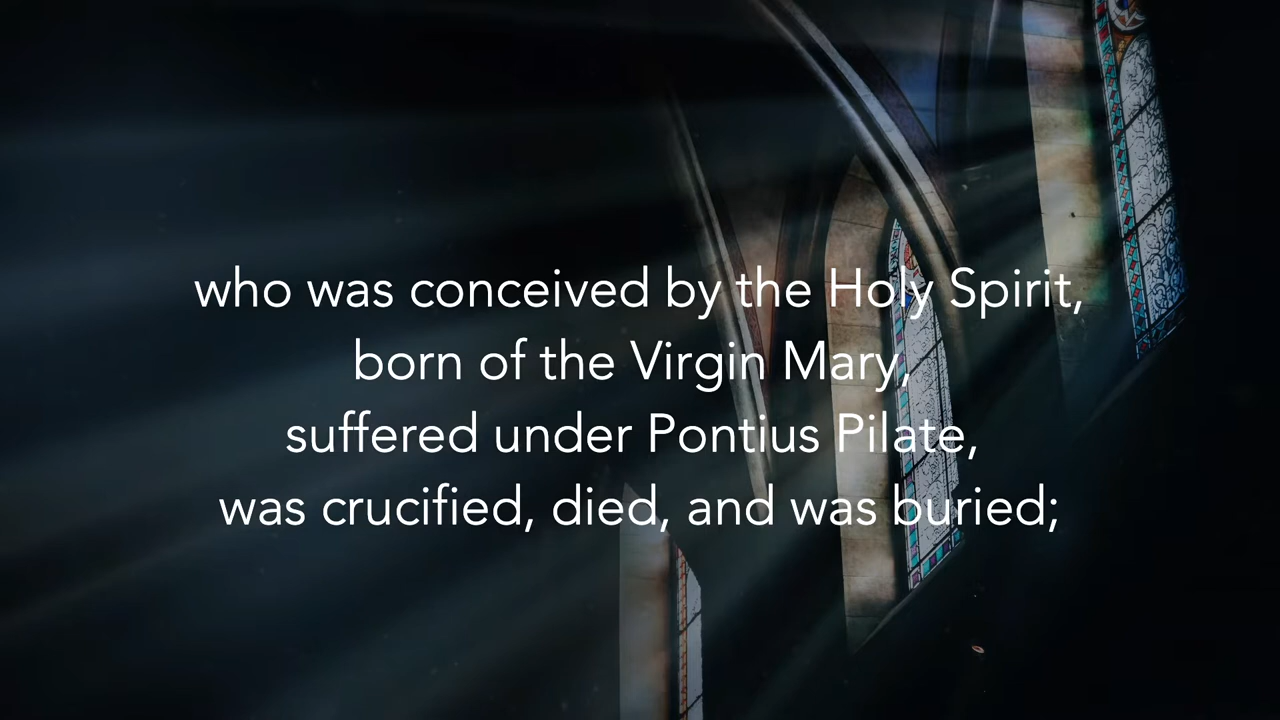 who was conceived by the Holy Spirit,
born of the Virgin Mary,
suffered under Pontius Pilate,
was crucified, died, and was buried;